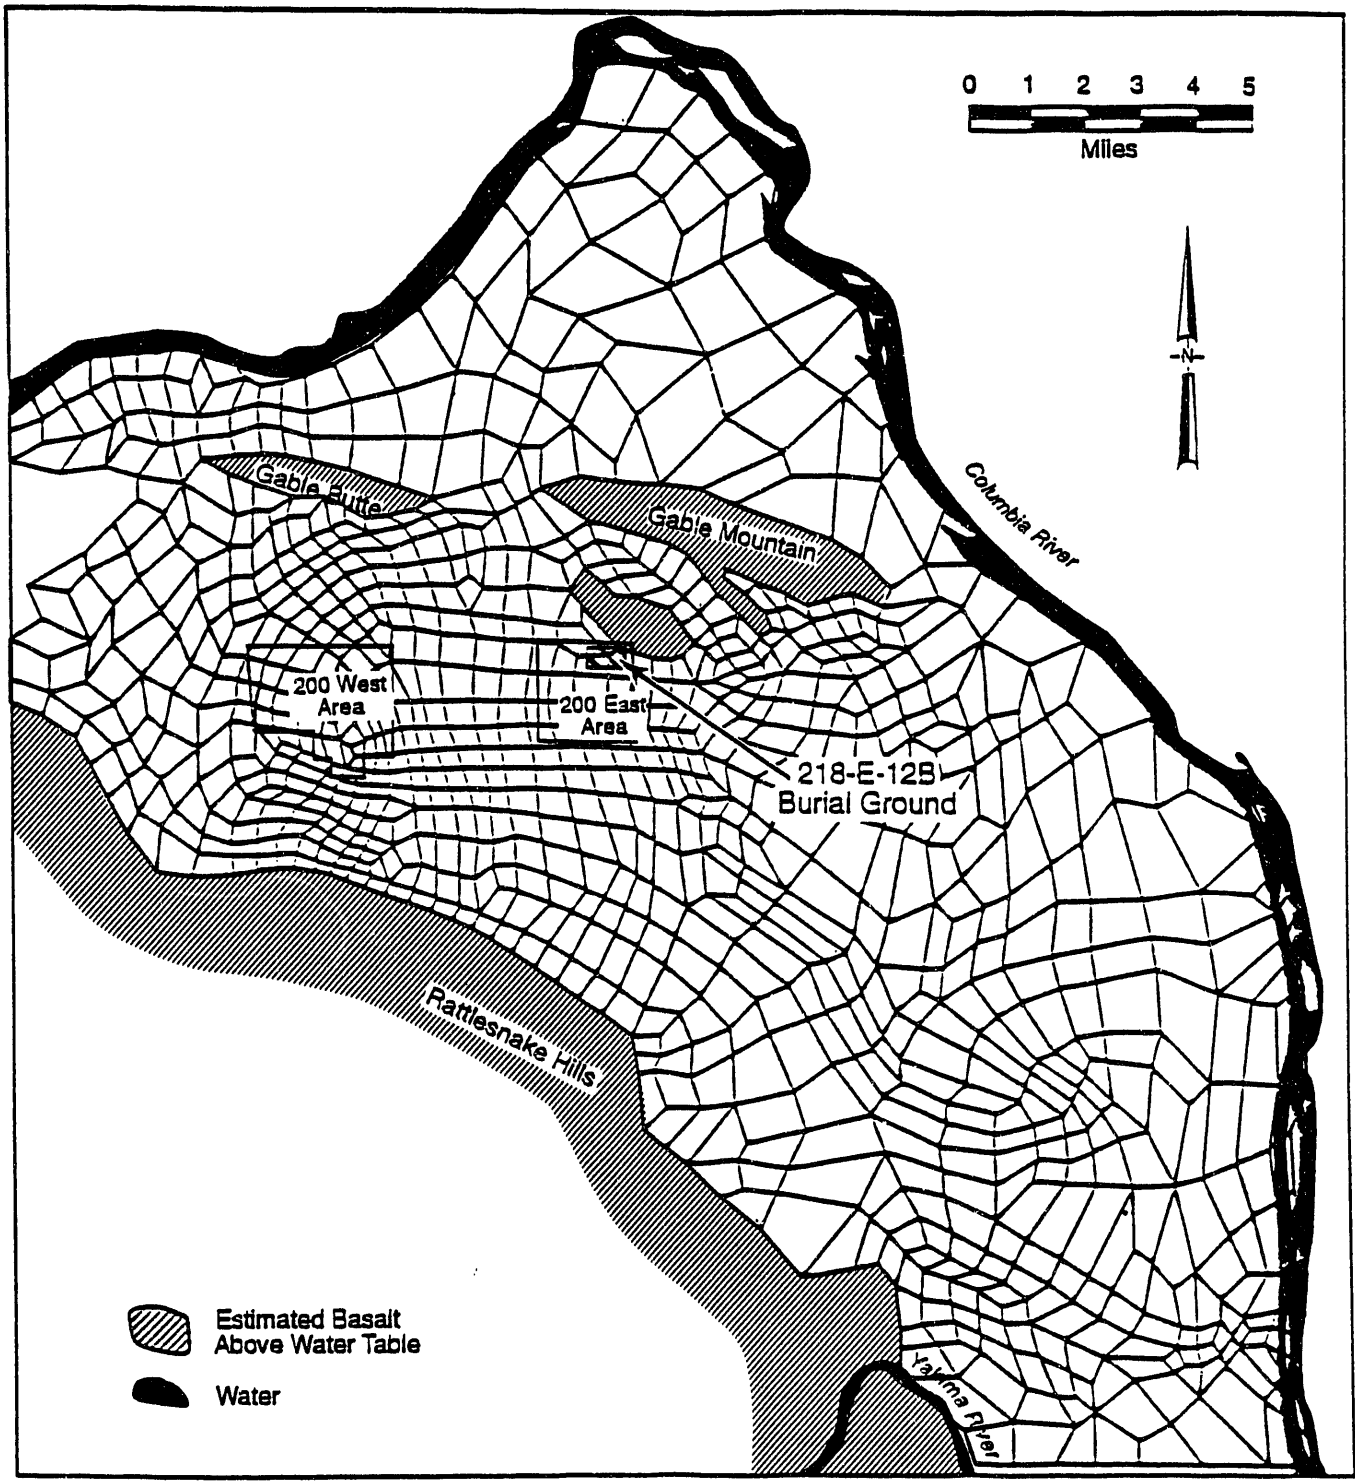 0 1 2 3 4 5
Miles
N
Columbia River
Gable Butte
Gable Mountain
200 West
Area
200 East
Area
218-E-12B
Burial Ground
Rattlesnake Hills
Estimated Basalt
Above Water Table
Water
Yakima River